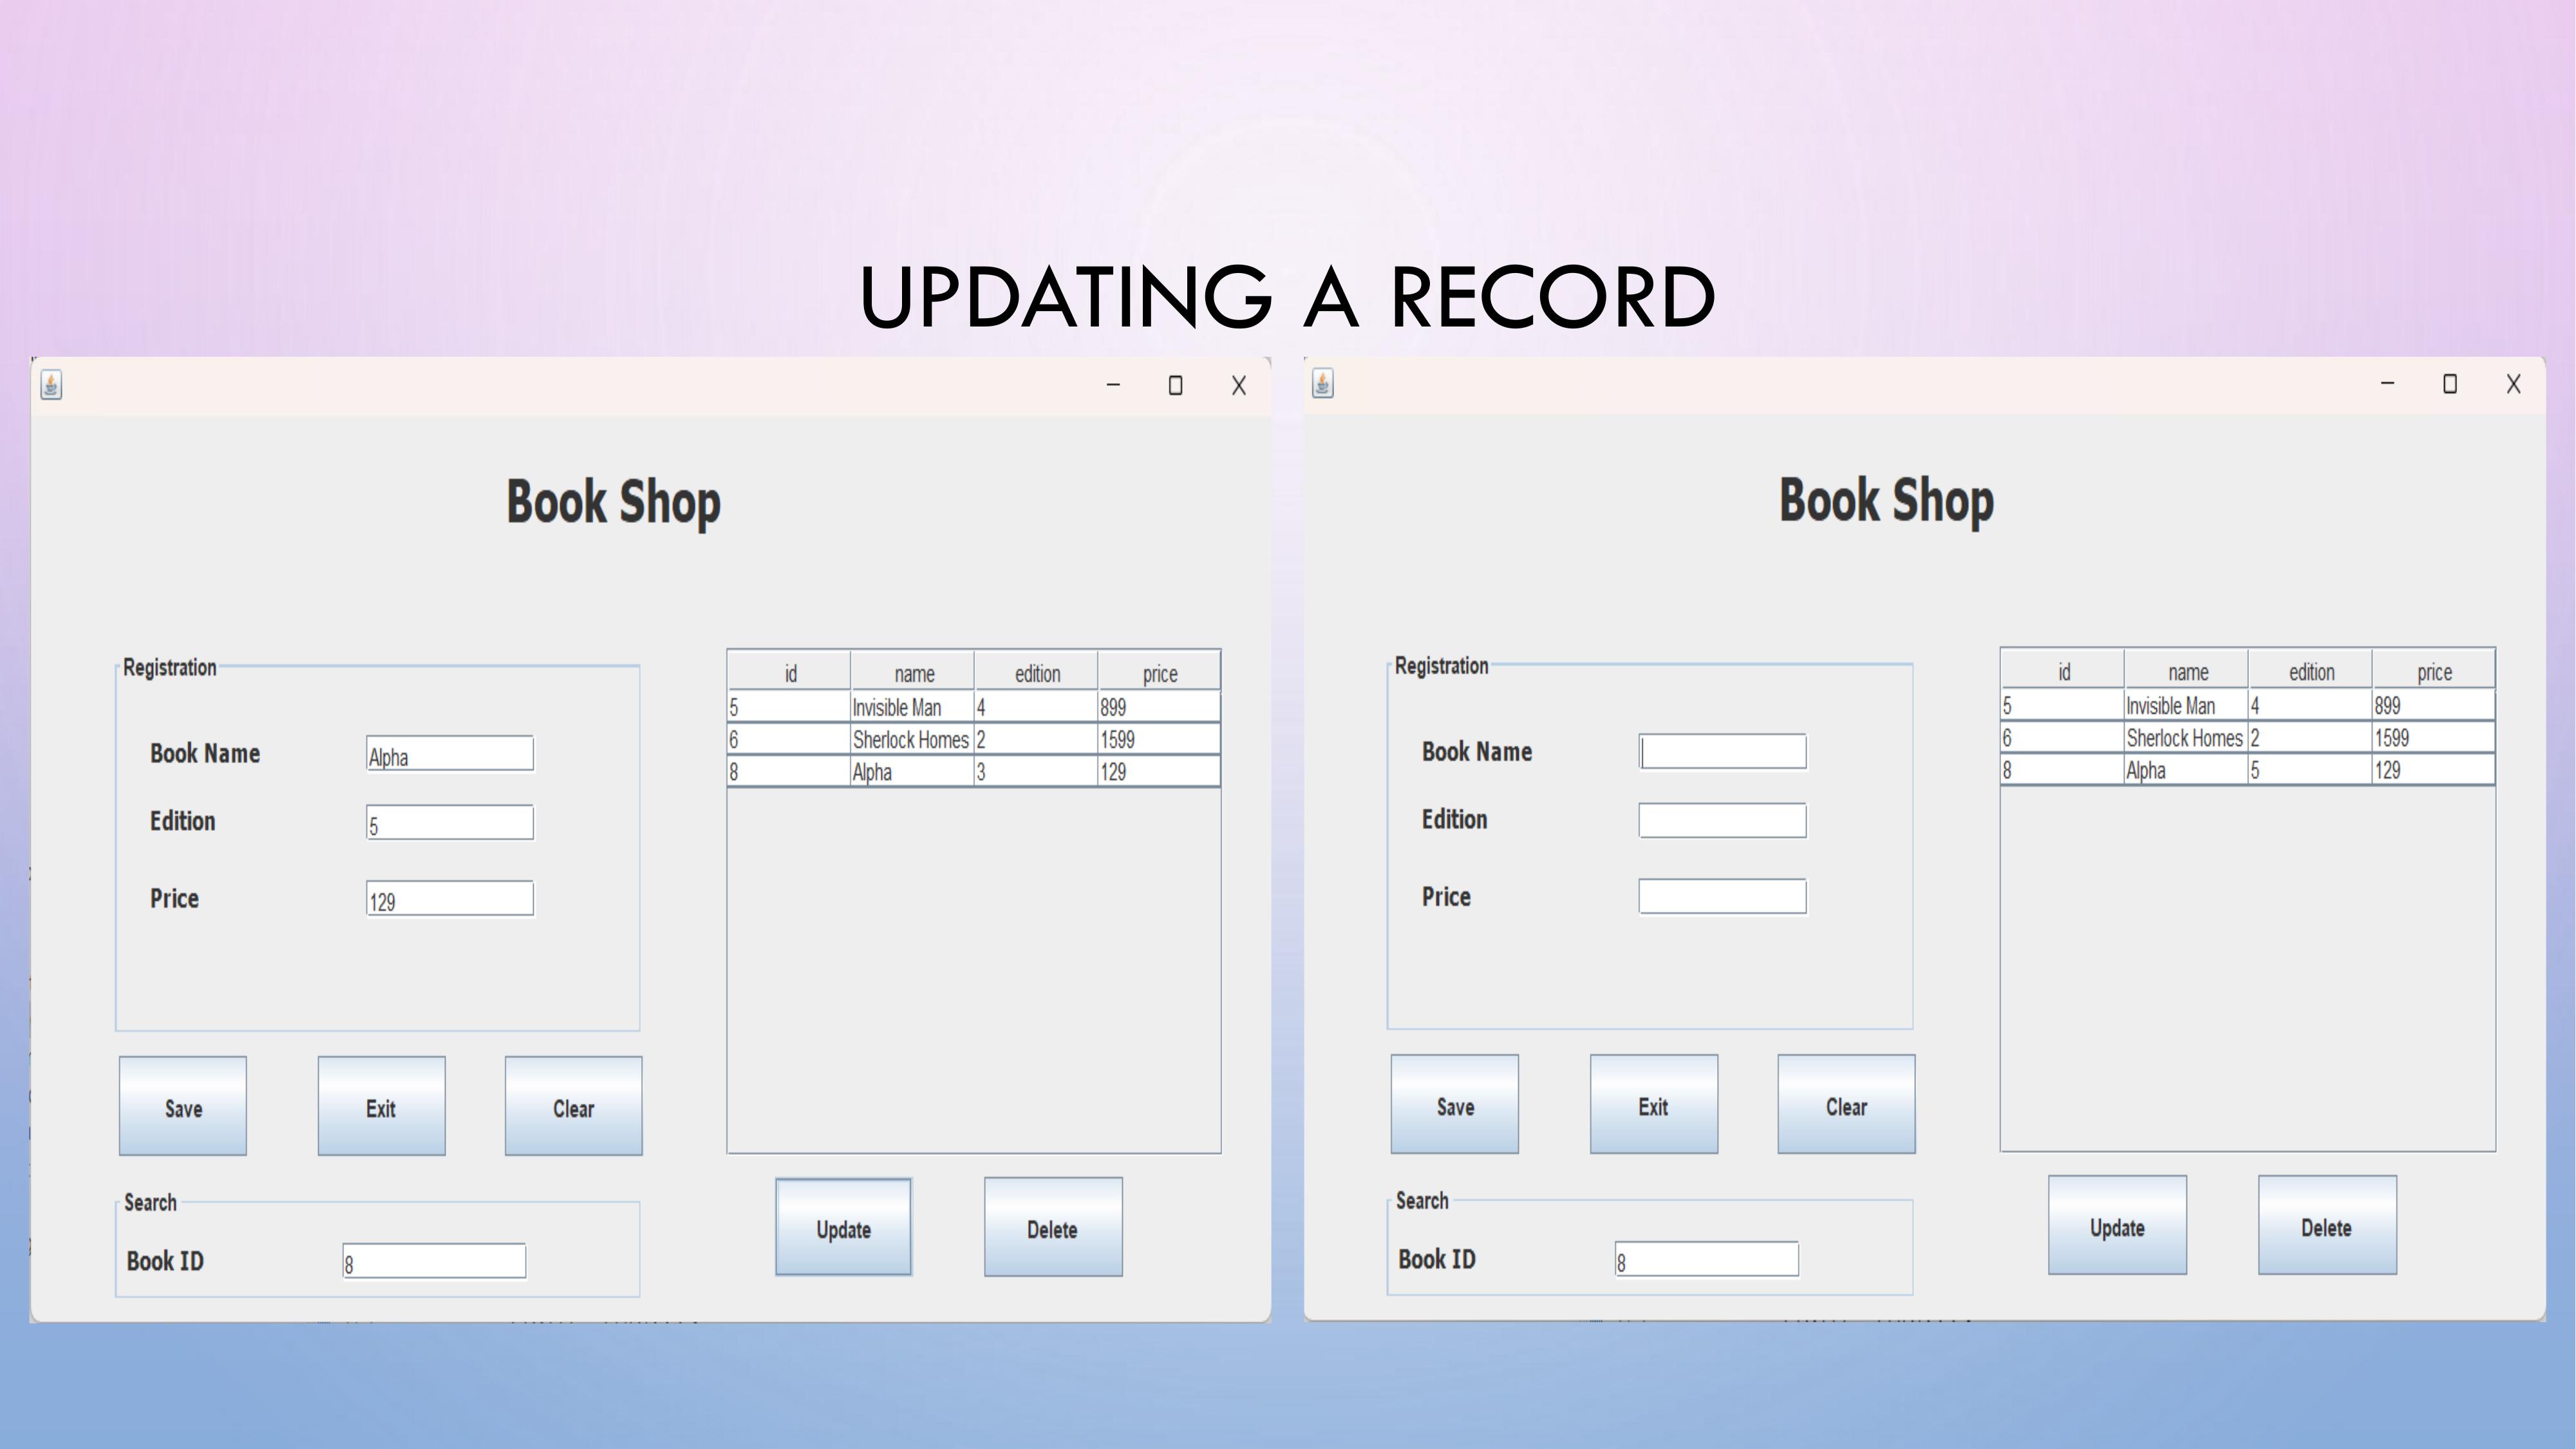 UPDATING A RECORD
Book Shop
Registration
Book Name Alpha
Edition 5
Price 129
Save Exit Clear
Search
Book ID 8
id name edition price
5 Invisible Man 4 899
6 Sherlock Homes 2 1599
8 Alpha 3 129
Update Delete
Book Shop
Registration
Book Name
Edition
Price
Save Exit Clear
Search
Book ID 8
id name edition price
5 Invisible Man 4 899
6 Sherlock Homes 2 1599
8 Alpha 5 129
Update Delete